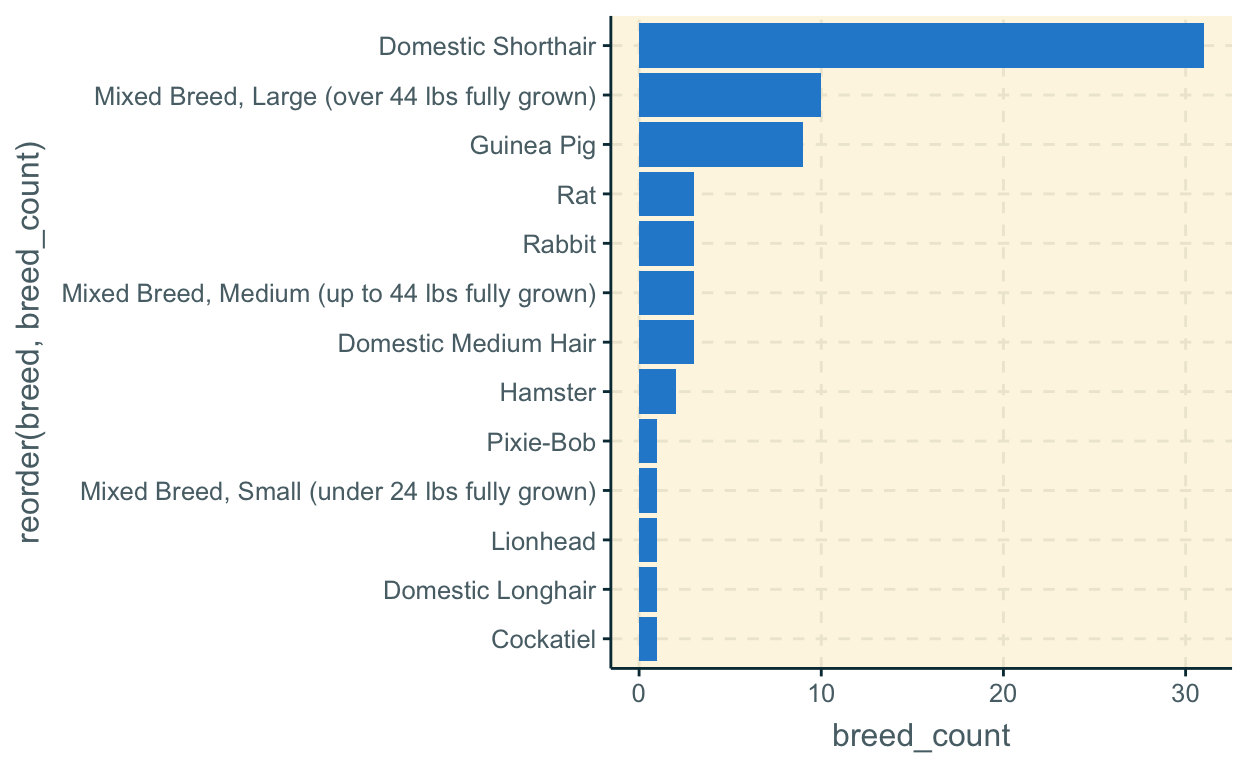 Domestic Shorthair
Mixed Breed, Large (over 44 lbs fully grown)
Guinea Pig
Rat
Rabbit
Mixed Breed, Medium (up to 44 lbs fully grown)
Domestic Medium Hair
Hamster
Pixie-Bob
Mixed Breed, Small (under 24 lbs fully grown)
Lionhead
Domestic Longhair
Cockatiel
reorder(breed, breed_count)
0 10 20 30
breed_count